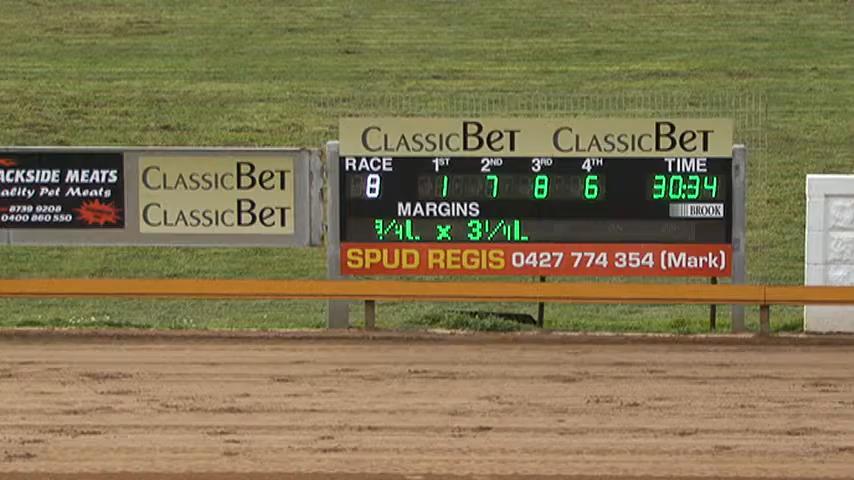 CLASSICBET CLASSICBET
RACE 1ST 2ND 3RD 4TH TIME
8 1 7 8 6 30:34
MARGINS BROOK
3/4L x 3 1/4L
SPUD REGIS 0427 774 354 (Mark)
ACKSIDE MEATS
ality Pet Meats
8739 9208
0400 860 550
CLASSICBET
CLASSICBET